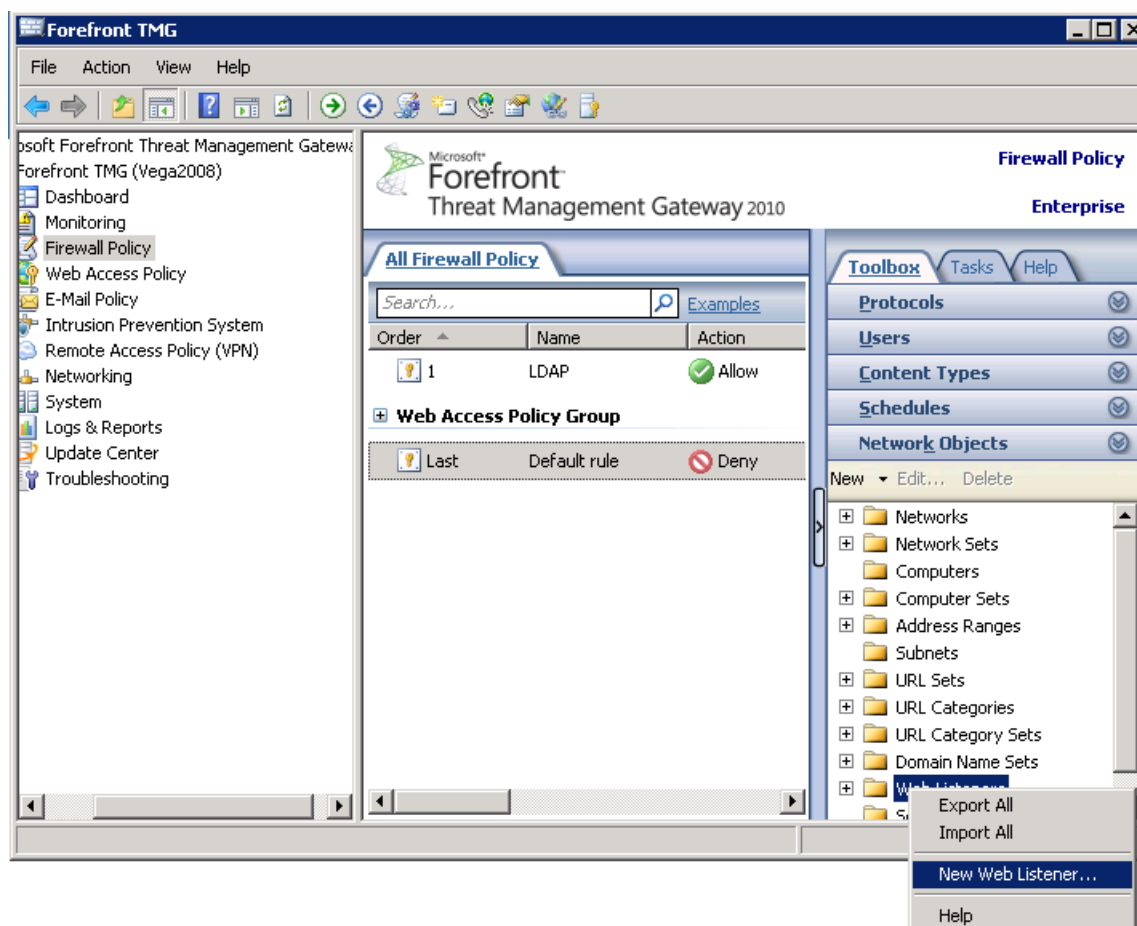 Forefront TMG
File Action View Help
osoft Forefront Threat Management Gatewa
Forefront TMG (Vega2008)
Dashboard
Monitoring
Firewall Policy
Web Access Policy
E-Mail Policy
Intrusion Prevention System
Remote Access Policy (VPN)
Networking
System
Logs & Reports
Update Center
Troubleshooting
Microsoft
Forefront
Threat Management Gateway 2010
Firewall Policy
Enterprise
All Firewall Policy
Search... Examples
Order Name Action
1 LDAP Allow
Web Access Policy Group
Last Default rule Deny
Toolbox Tasks Help
Protocols
Users
Content Types
Schedules
Network Objects
New Edit... Delete
Networks
Network Sets
Computers
Computer Sets
Address Ranges
Subnets
URL Sets
URL Categories
URL Category Sets
Domain Name Sets
Web Listeners
Export All
Import All
New Web Listener...
Help